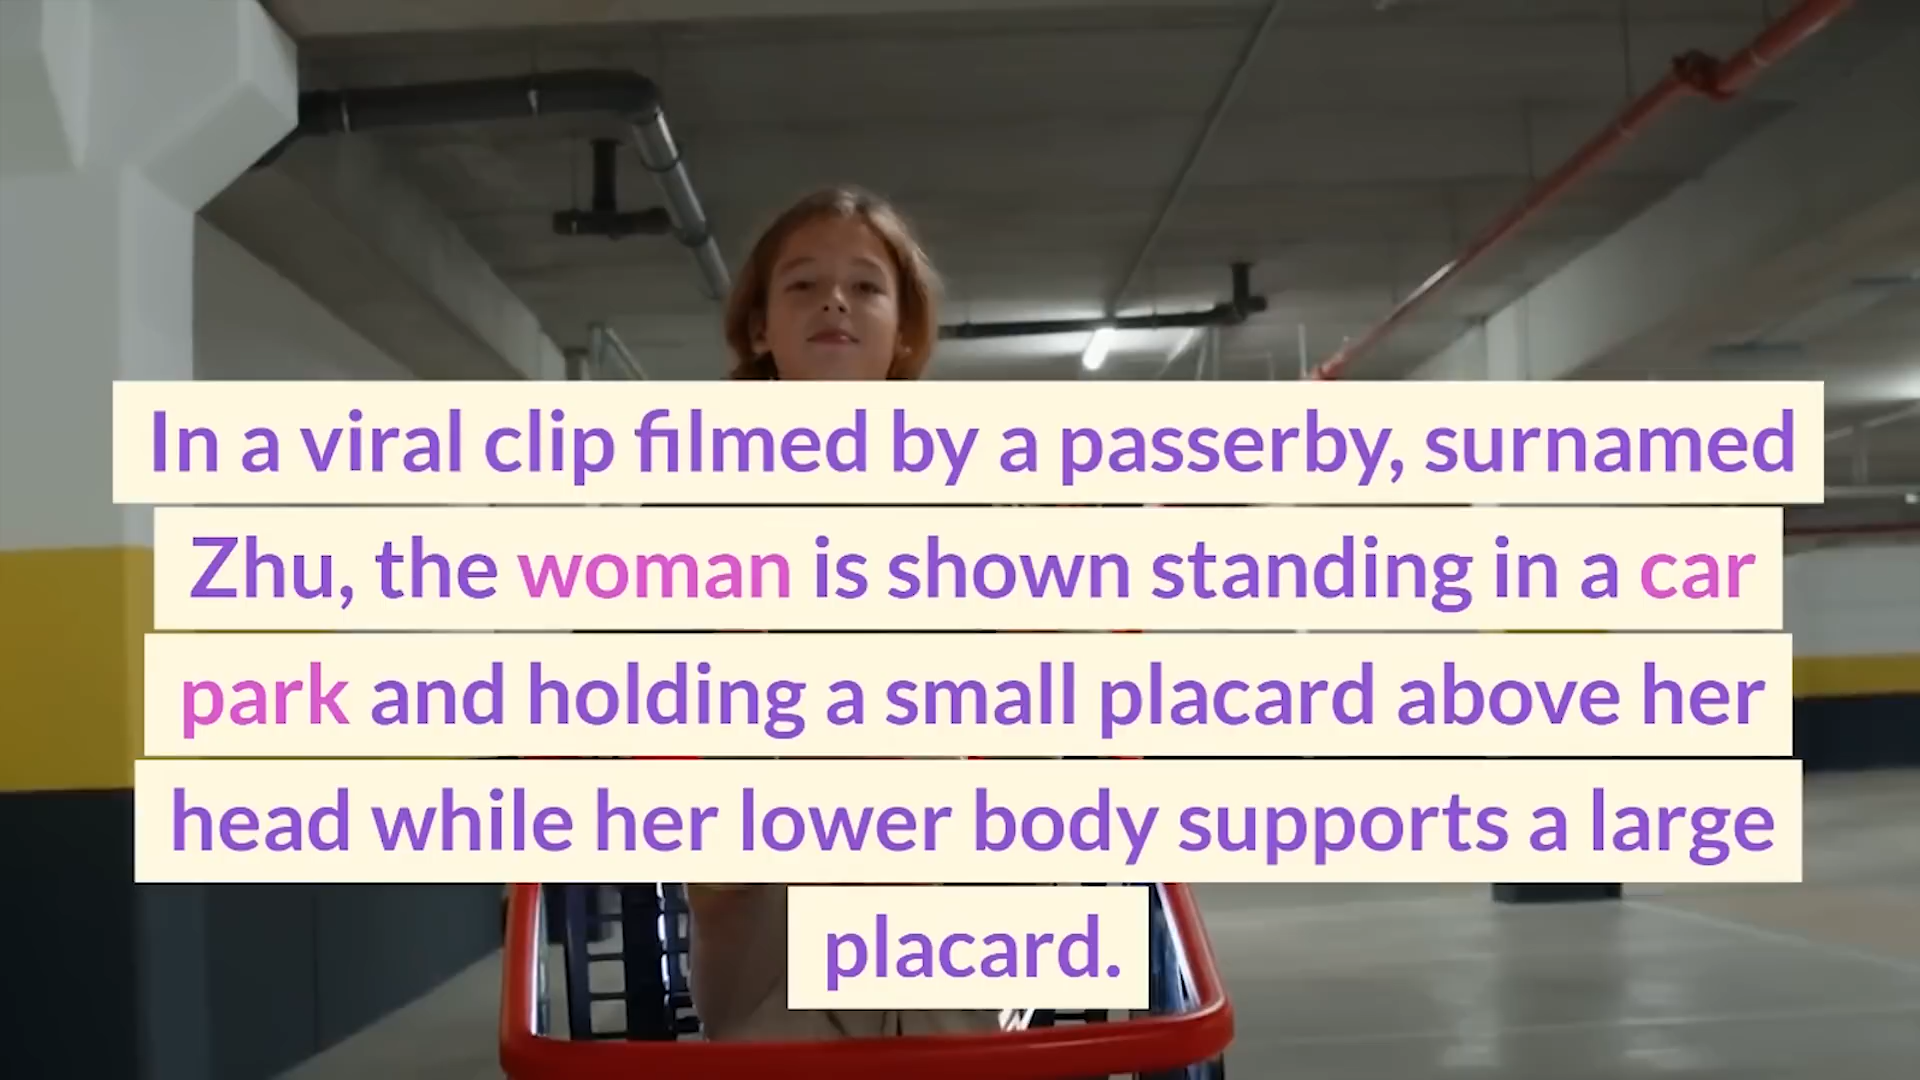 In a viral clip filmed by a passerby, surnamed
Zhu, the woman is shown standing in a car
park and holding a small placard above her
head while her lower body supports a large
placard.